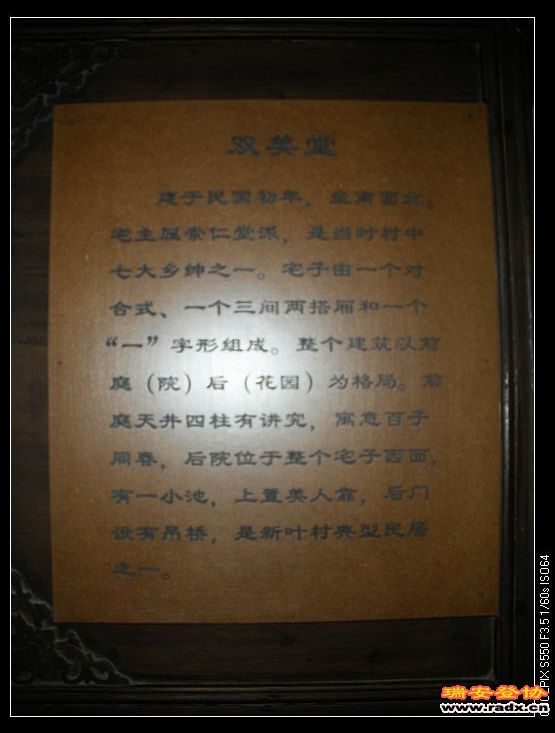 双美堂
建于民国初年，坐南面北。
宅主属崇仁堂派，是当时村中
七大乡绅之一。宅子由一个对
合式、一个三间两搭厢和一个
“一”字形组成。整个建筑以前
庭（院）后（花园）为格局。前
庭天井四柱有讲究，寓意百子
同春，后院位于整个宅子西面，
有一小池，上置美人靠，后门
设有吊桥，是新叶村典型民居
之一。
PIX S550 F3.5 1/60s ISO64
瑞安登协
www.radx.cn